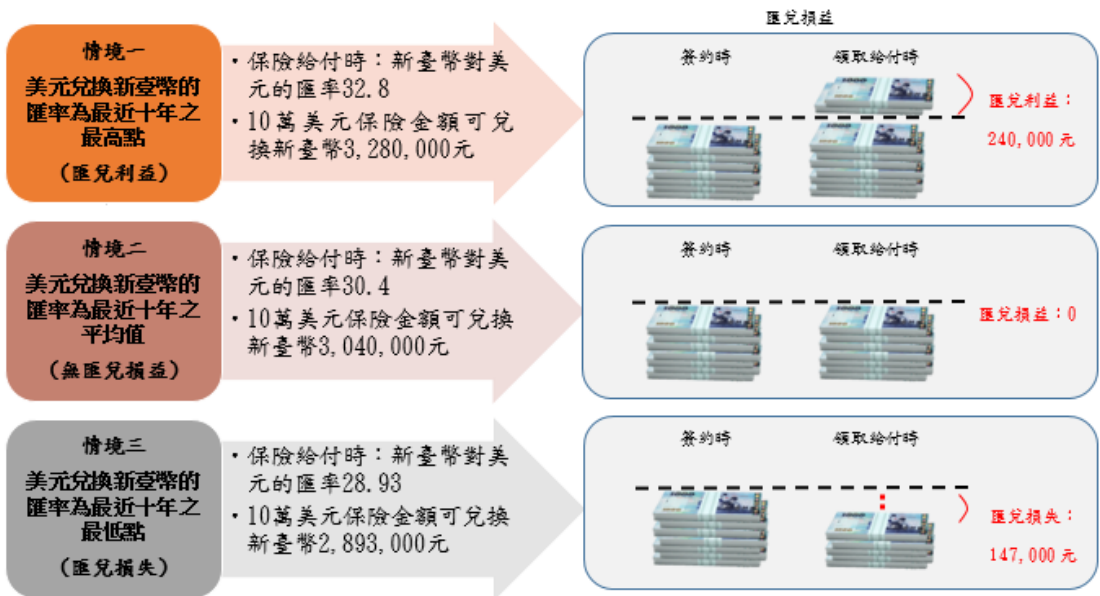 匯兌損益
情境一
美元兌換新臺幣的
匯率為最近十年之
最高點
(匯兌利益)
・保險給付時：新臺幣對美
元的匯率32.8
・10萬美元保險金額可兌
換新臺幣3,280,000元
簽約時
領取給付時
匯兌利益：
240,000元
情境二
美元兌換新臺幣的
匯率為最近十年之
平均值
(無匯兌損益)
・保險給付時：新臺幣對美
元的匯率30.4
・10萬美元保險金額可兌換
新臺幣3,040,000元
簽約時
領取給付時
匯兌損益：0
情境三
美元兌換新臺幣的
匯率為最近十年之
最低點
(匯兌損失)
・保險給付時：新臺幣對美
元的匯率28.93
・10萬美元保險金額可兌換
新臺幣2,893,000元
簽約時
領取給付時
匯兌損失：
147,000元